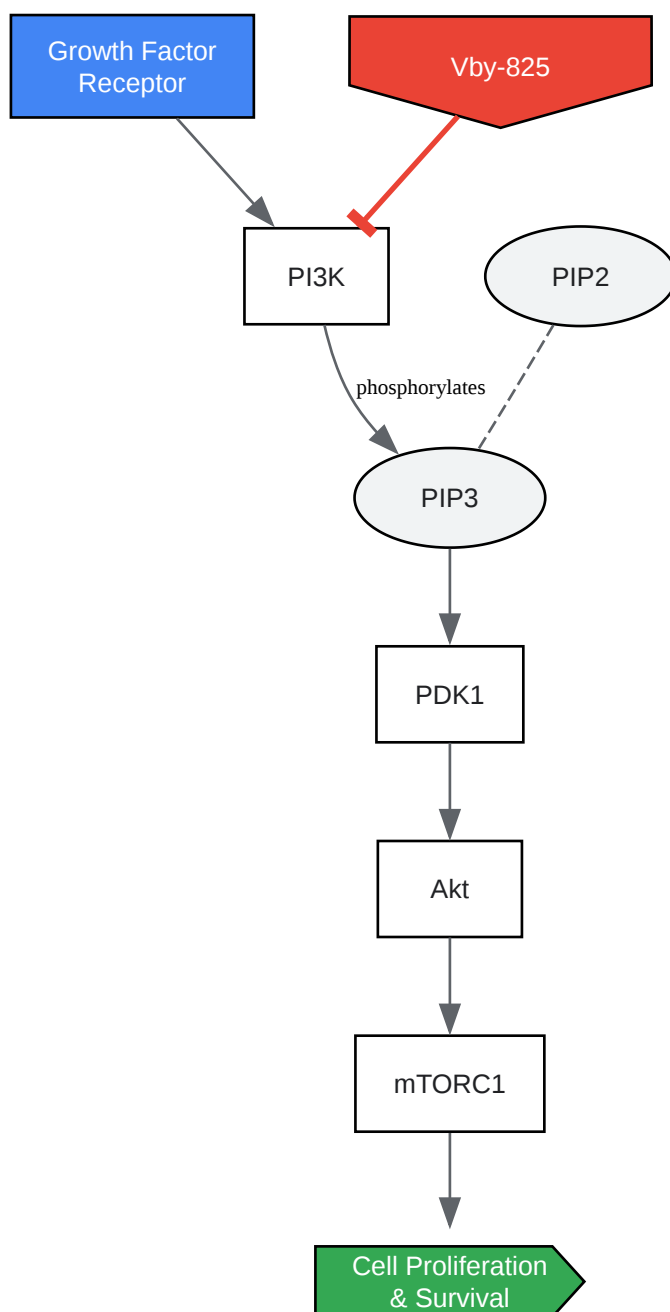 Growth Factor
Receptor
Vby-825
PI3K
PIP2
phosphorylates
PIP3
PDK1
Akt
mTORC1
Cell Proliferation
& Survival